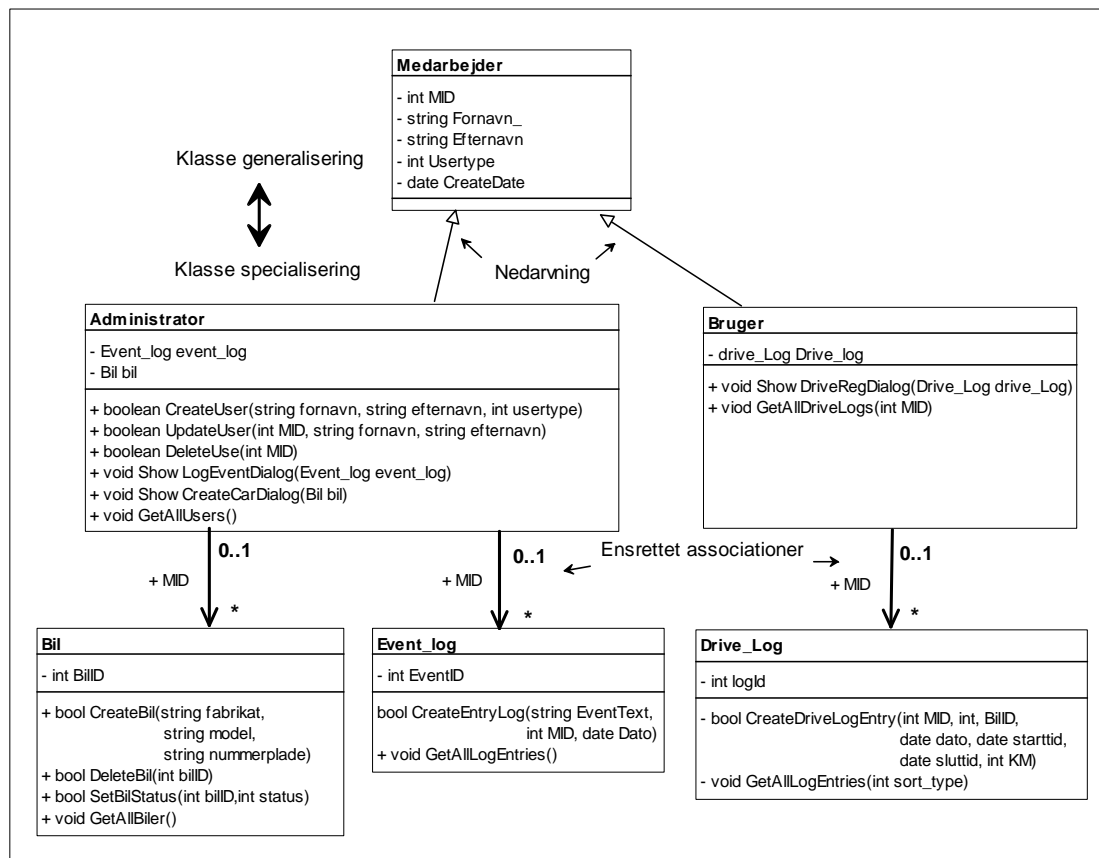 Medarbejder
- int MID
- string Fornavn_
- string Efternavn
- int Usertype
- date CreateDate
Klasse generalisering
Klasse specialisering
Nedarvning
Administrator
- Event_log event_log
- Bil bil
+ boolean CreateUser(string fornavn, string efternavn, int usertype)
+ boolean UpdateUser(int MID, string fornavn, string efternavn)
+ boolean DeleteUse(int MID)
+ void Show LogEventDialog(Event_log event_log)
+ void Show CreateCarDialog(Bil bil)
+ void GetAllUsers()
Bruger
- drive_Log Drive_log
+ void Show DriveRegDialog(Drive_Log drive_Log)
+ viod GetAllDriveLogs(int MID)
0..1
+ MID
*
0..1
+ MID
*
Ensrettet associationer
0..1
+ MID
*
Bil
- int BilID
+ bool CreateBil(string fabrikat,
string model,
string nummerplade)
+ bool DeleteBil(int bilID)
+ bool SetBilStatus(int bilID,int status)
+ void GetAllBiler()
Event_log
- int EventID
bool CreateEntryLog(string EventText,
int MID, date Dato)
+ void GetAllLogEntries()
Drive_Log
- int logId
- bool CreateDriveLogEntry(int MID, int, BilID,
date dato, date starttid,
date sluttid, int KM)
- void GetAllLogEntries(int sort_type)